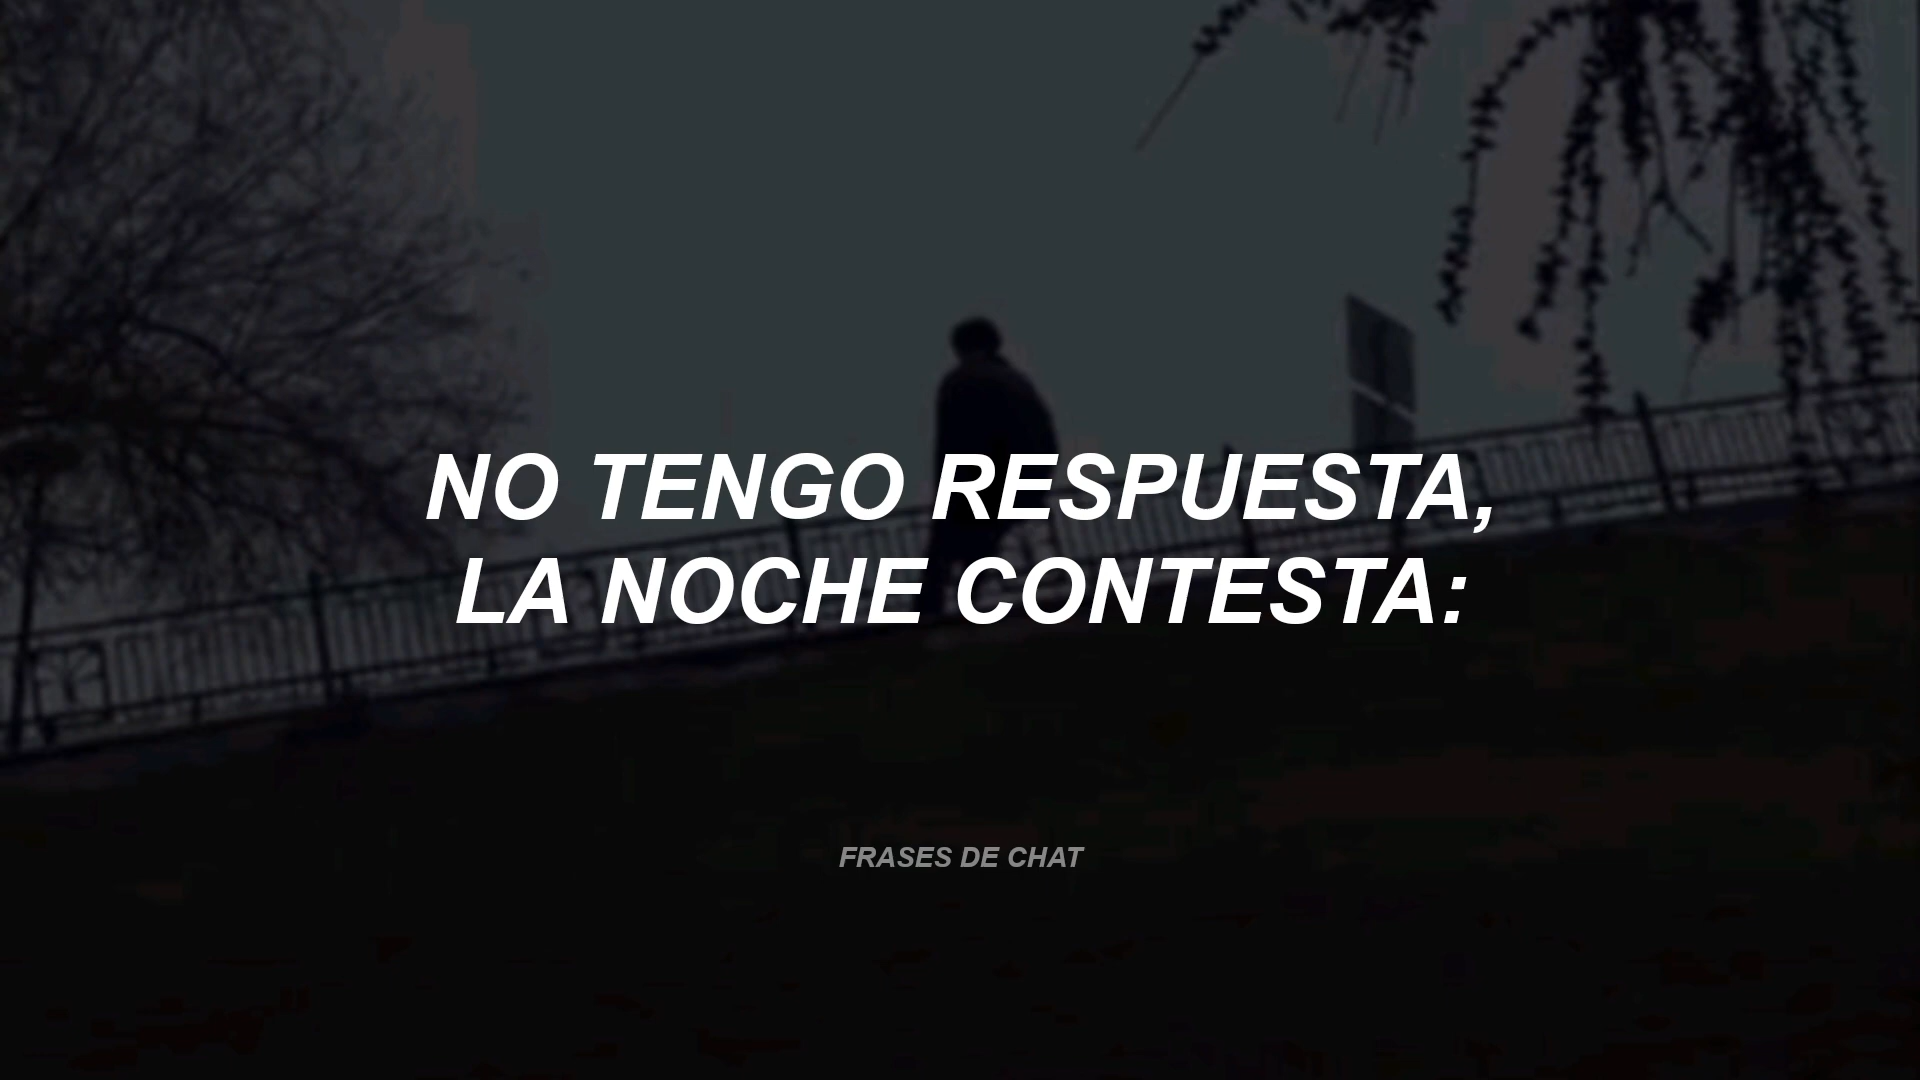 NO TENGO RESPUESTA,
LA NOCHE CONTESTA:
FRASES DE CHAT